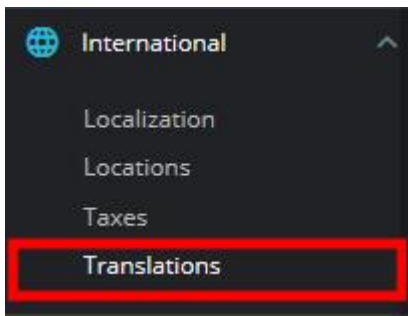 International
Localization
Locations
Taxes
Translations